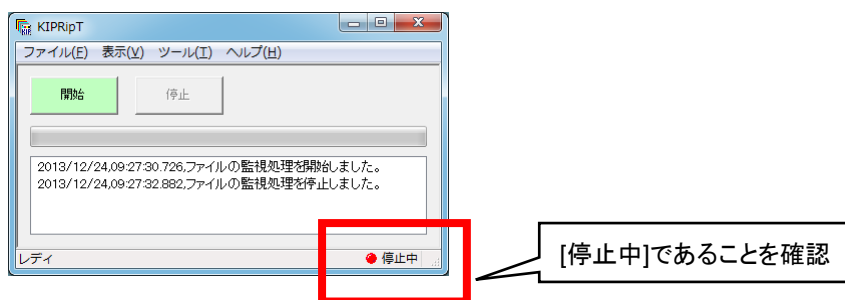 KIPRipT
ファイル(F) 表示(V) ツール(T) ヘルプ(H)
開始 停止
2013/12/24,09:27:30.726,ファイルの監視処理を開始しました。
2013/12/24,09:27:32.882,ファイルの監視処理を停止しました。
レディ 停止中
[停止中]であることを確認